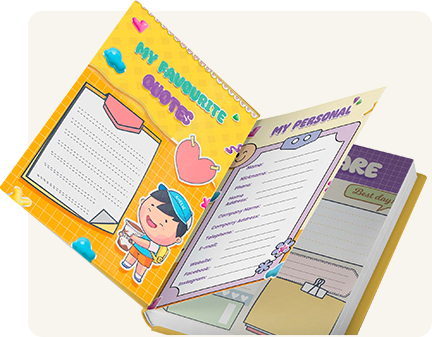 MY FAVOURITE
QUOTES
MY PERSONAL
Name:
Nickname:
Phone:
Home
Address:
Company Name:
Company Address:
Telephone:
E-mail:
Website:
Facebook:
Instagram:
Best day